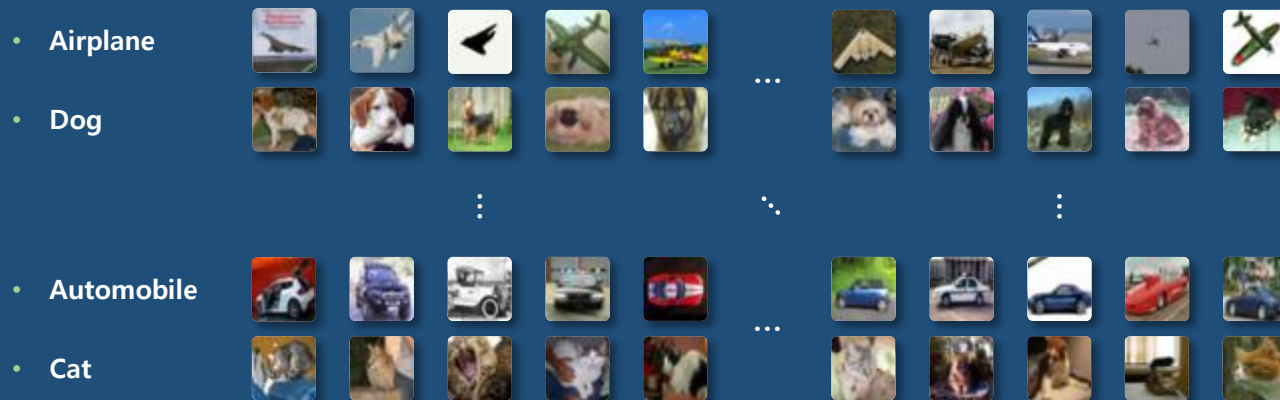 • Airplane
...
• Dog
• Automobile
...
• Cat